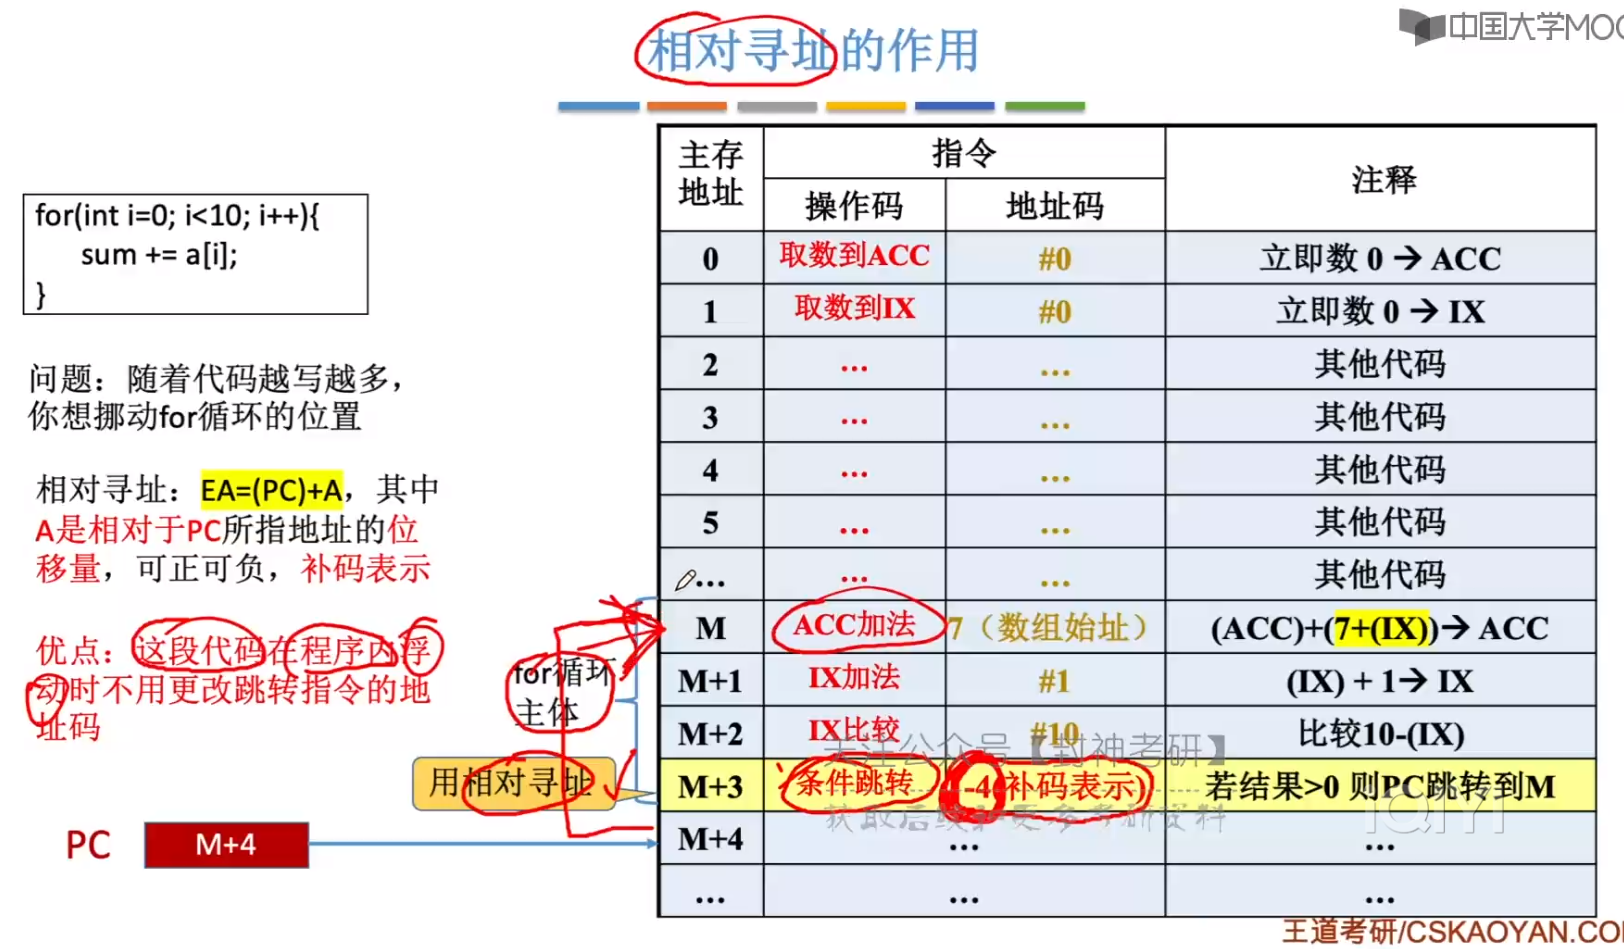 中国大学MOO
相对寻址的作用
for(int i=0; i<10; i++){
sum += a[i];
}
问题：随着代码越写越多，
你想挪动for循环的位置
相对寻址：EA=(PC)+A，其中
A是相对于PC所指地址的位
移量，可正可负，补码表示
优点：这段代码在程序内浮
动时不用更改跳转指令的地
址码
for循环
主体
用相对寻址
PC M+4
主存地址 指令 注释
操作码 地址码
0 取数到ACC #0 立即数 0 → ACC
1 取数到IX #0 立即数 0 → IX
2 ... ... 其他代码
3 ... ... 其他代码
4 ... ... 其他代码
5 ... ... 其他代码
... ... ... 其他代码
M ACC加法 7（数组始址） (ACC)+(7+(IX))→ ACC
M+1 IX加法 #1 (IX) + 1→ IX
M+2 IX比较 #10 比较10-(IX)
M+3 条件跳转 -4 补码表示 若结果>0 则PC跳转到M
M+4 ... ...
... ... ...
关注公众号【封神考研】
获取后续和更多考研资料
iQIYI
王道考研/CSKAOYAN.CO